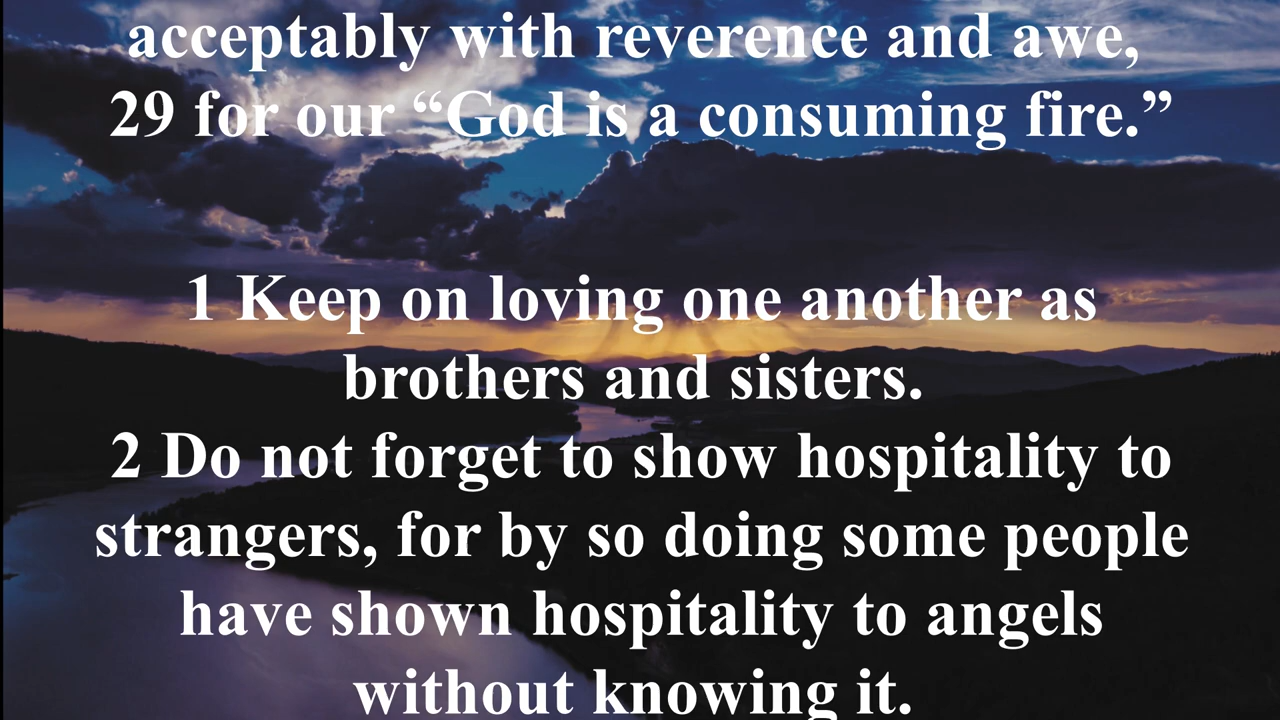 acceptably with reverence and awe,
29 for our “God is a consuming fire.”
1 Keep on loving one another as
brothers and sisters.
2 Do not forget to show hospitality to
strangers, for by so doing some people
have shown hospitality to angels
without knowing it.